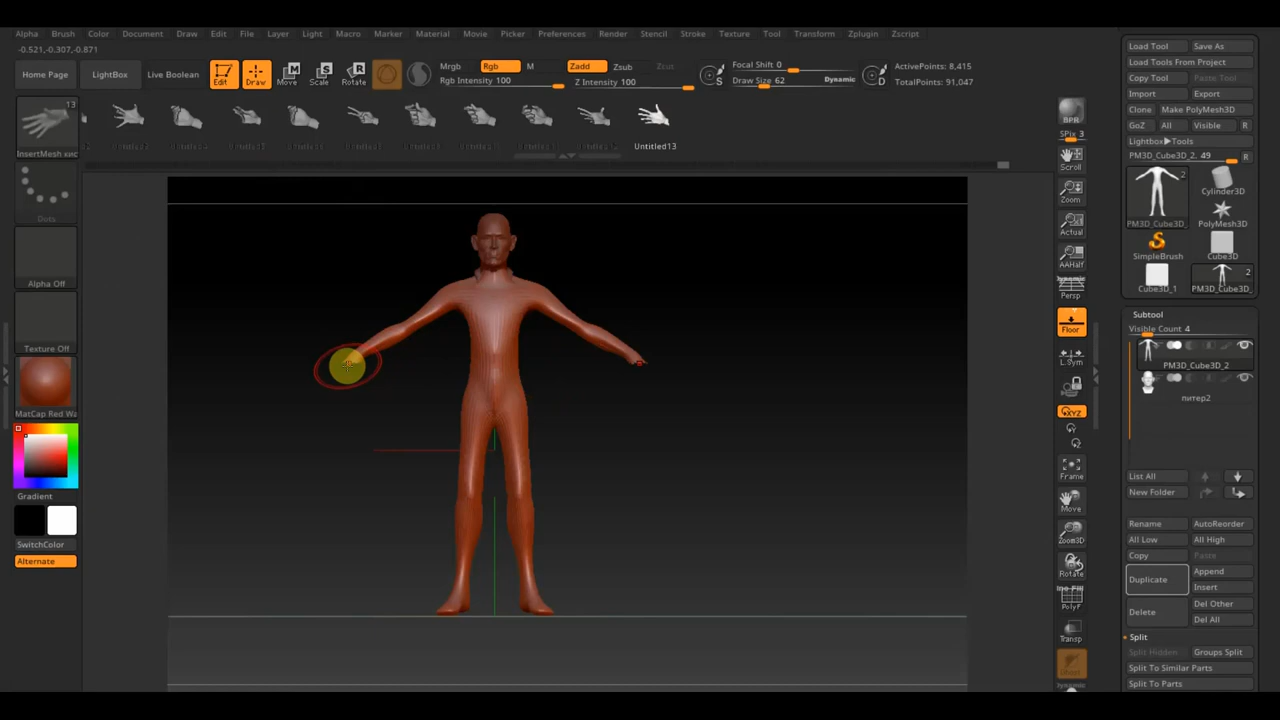 Alpha Brush Color Document Draw Edit File Layer Light Macro Marker Material Movie Picker Preferences Render Stencil Stroke Texture Tool Transform Zplugin Zscript
-0.521,-0.307,-0.871
Home Page LightBox Live Boolean Edit Draw Move Scale Rotate
Mrgb Rgb M Zadd Zsub Zcut
Rgb Intensity 100 Z Intensity 100
Focal Shift 0
Draw Size 62 Dynamic
S
D
ActivePoints: 8,415
TotalPoints: 91,047
13
InsertMesh
Untitled13
Dots
Alpha Off
Texture Off
MatCap Red Wa
Gradient
SwitchColor
Alternate
BPR
SPix 3
Scroll
Zoom
Actual
AAHalf
Dynamic
Persp
Floor
L.Sym
XYZ
Y
Z
Frame
Move
Zoom3D
Rotate
PolyF
Transp
Dynamic
Load Tool Save As
Load Tools From Project
Copy Tool Paste Tool
Import Export
Clone Make PolyMesh3D
GoZ All Visible R
Lightbox▶Tools
PM3D_Cube3D_2. 49 R
2
PM3D_Cube3D_ Cylinder3D
PolyMesh3D
SimpleBrush Cube3D
2
Cube3D_1 PM3D_Cube3D_
Subtool
Visible Count 4
PM3D_Cube3D_2
питер2
List All
New Folder
Rename AutoReorder
All Low All High
Copy Paste
Duplicate Append
Insert
Delete Del Other
Del All
Split
Split Hidden Groups Split
Split To Similar Parts
Split To Parts